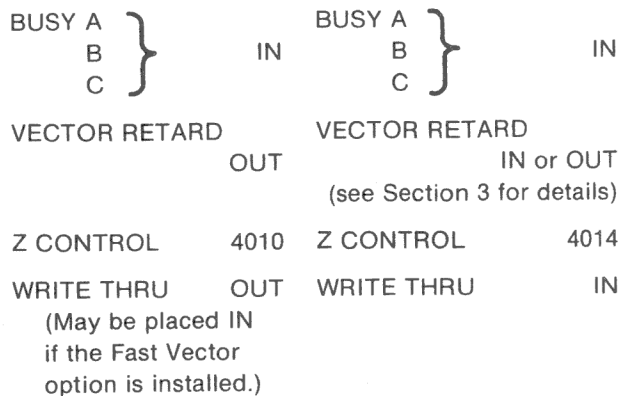 BUSY A
B IN
C
VECTOR RETARD
OUT
Z CONTROL 4010
WRITE THRU OUT
(May be placed IN
if the Fast Vector
option is installed.)
BUSY A
B IN
C
VECTOR RETARD
IN or OUT
(see Section 3 for details)
Z CONTROL 4014
WRITE THRU IN